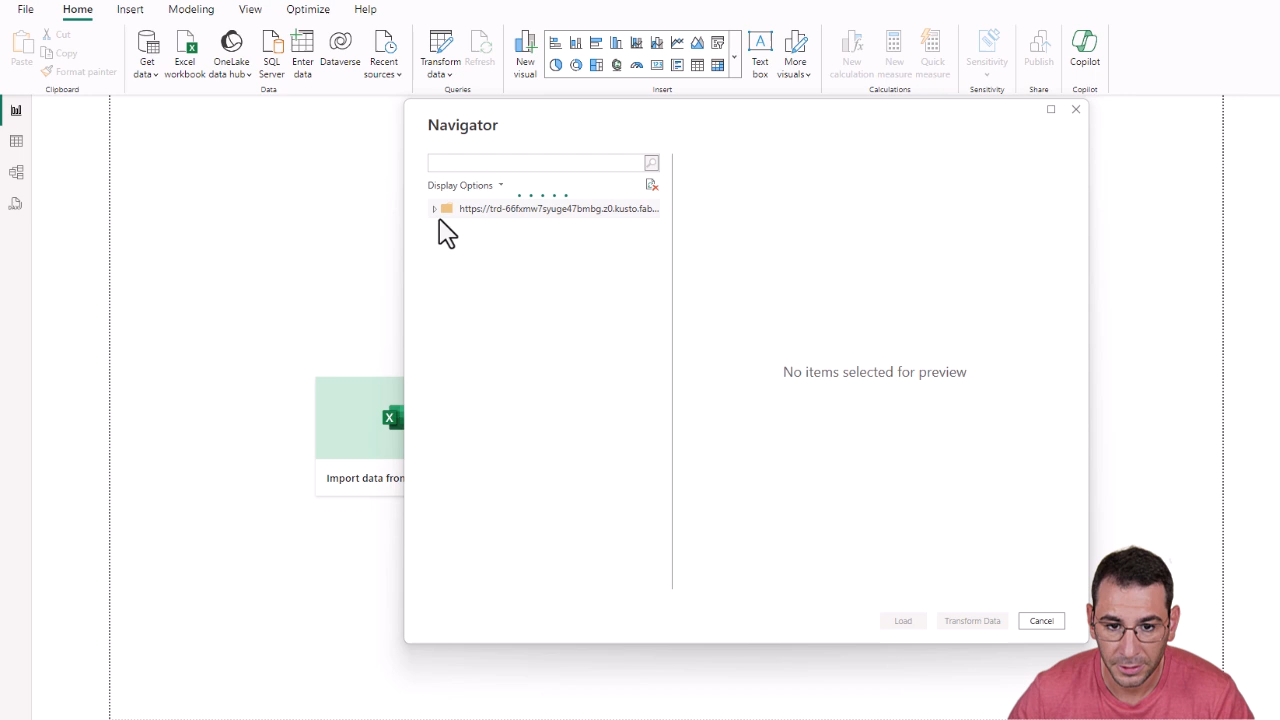 File Home Insert Modeling View Optimize Help
Paste
Cut
Copy
Format painter
Clipboard
Get data
Excel workbook
OneLake data hub
SQL Server
Enter data
Dataverse
Recent sources
Data
Transform data
Refresh
Queries
New visual
Text box
More visuals
Insert
New calculation
New measure
Quick measure
Calculations
Sensitivity
Sensitivity
Publish
Share
Copilot
Copilot
Navigator
Display Options
https://trd-66fxmw7syuge47bmbg.z0.kusto.fab...
No items selected for preview
Import data from
Load
Transform Data
Cancel